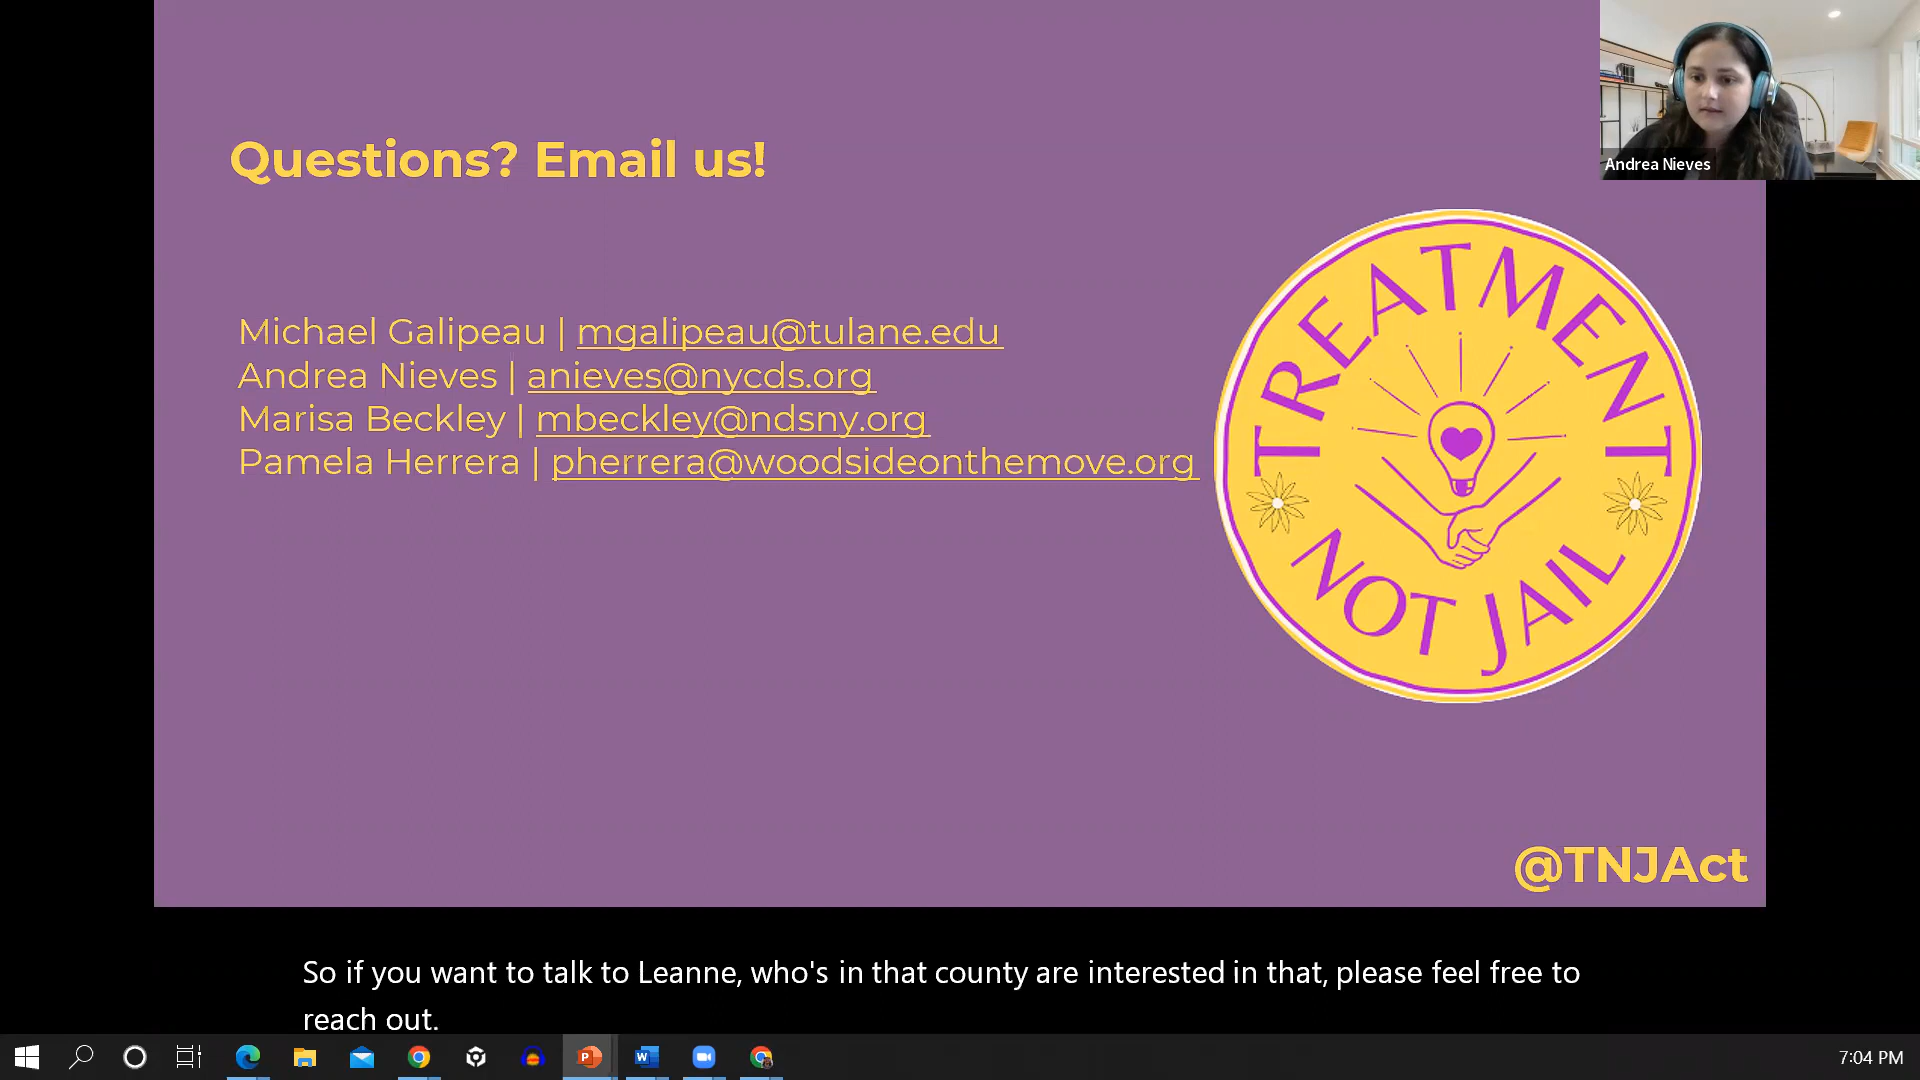 Questions? Email us!
Andrea Nieves
Michael Galipeau | mgalipeau@tulane.edu
Andrea Nieves | anieves@nycds.org
Marisa Beckley | mbeckley@ndsny.org
Pamela Herrera | pherrera@woodsideonthemove.org
TREATMENT
NOT JAIL
@TNJAct
So if you want to talk to Leanne, who's in that county are interested in that, please feel free to
reach out.
P
W
7:04 PM